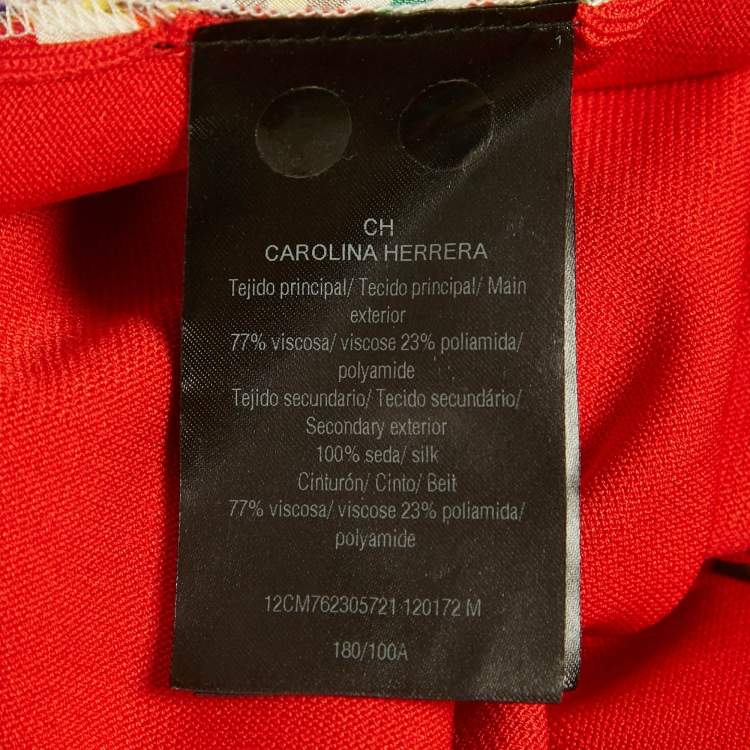 CH
CAROLINA HERRERA
Tejido principal/ Tecido principal/ Main
exterior
77% viscosa/ viscose 23% poliamida/
polyamide
Tejido secundario/ Tecido secundário/
Secondary exterior
100% seda/ silk
Cinturón/ Cinto/ Belt
77% viscosa/ viscose 23% poliamida/
polyamide
12CM762305721 120172 M
180/100A